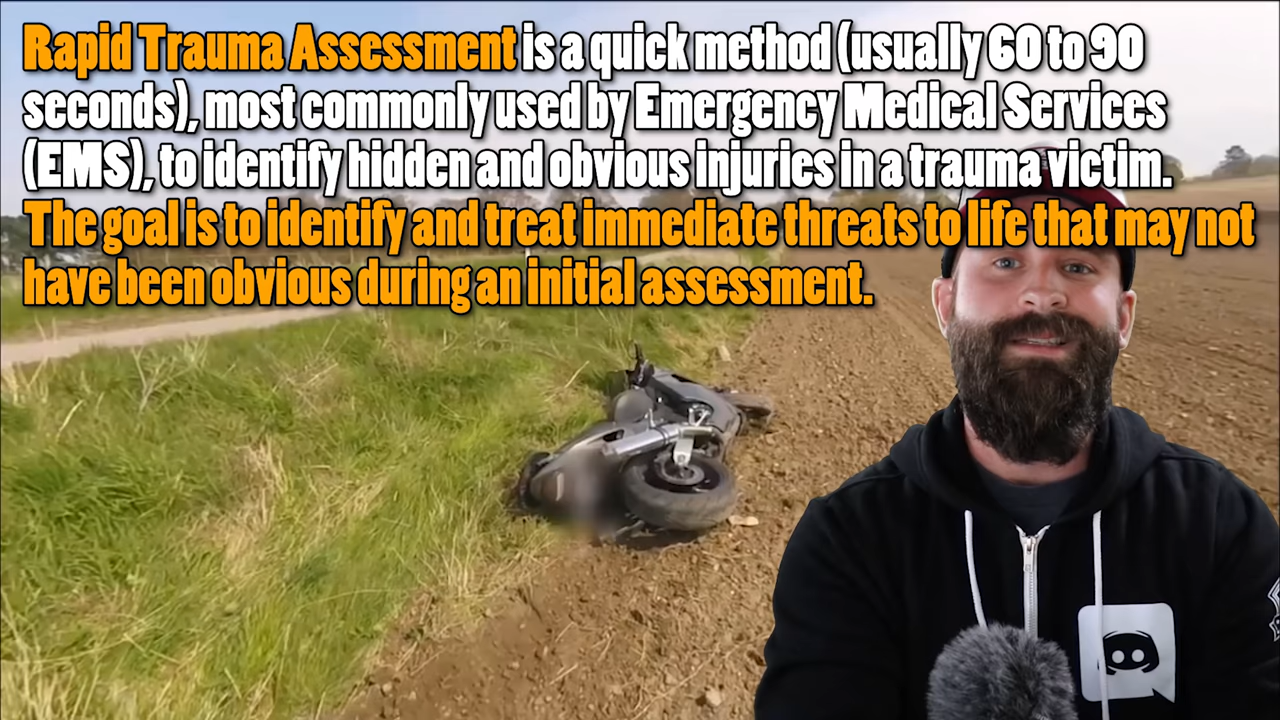 Rapid Trauma Assessment is a quick method (usually 60 to 90
seconds), most commonly used by Emergency Medical Services
(EMS), to identify hidden and obvious injuries in a trauma victim.
The goal is to identify and treat immediate threats to life that may not
have been obvious during an initial assessment.